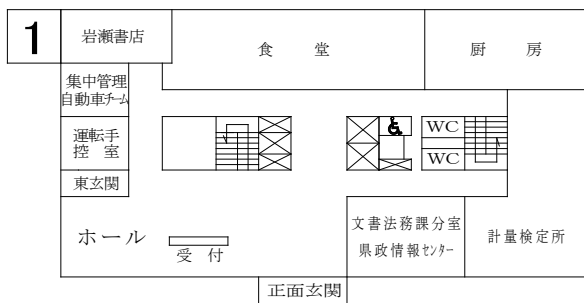 1
岩瀬書店
食堂
厨房
集中管理
自動車チーム
運転手
控室
WC
WC
東玄関
ホール
受付
文書法務課分室
県政情報センター
計量検定所
正面玄関